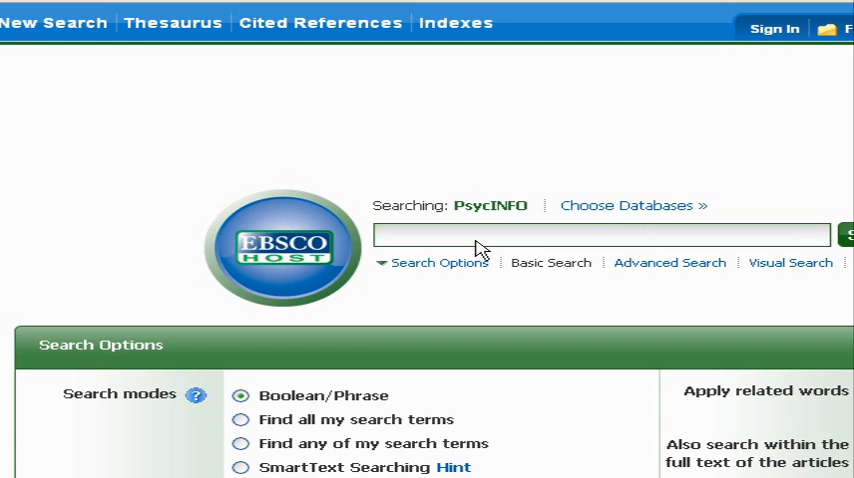 New Search Thesaurus Cited References Indexes
Sign In
Searching: PsycINFO Choose Databases »
EBSCO
HOST
Search Options Basic Search Advanced Search Visual Search
Search Options
Search modes ? Boolean/Phrase
Apply related words
Find all my search terms
Find any of my search terms
Also search within the
full text of the articles
SmartText Searching Hint